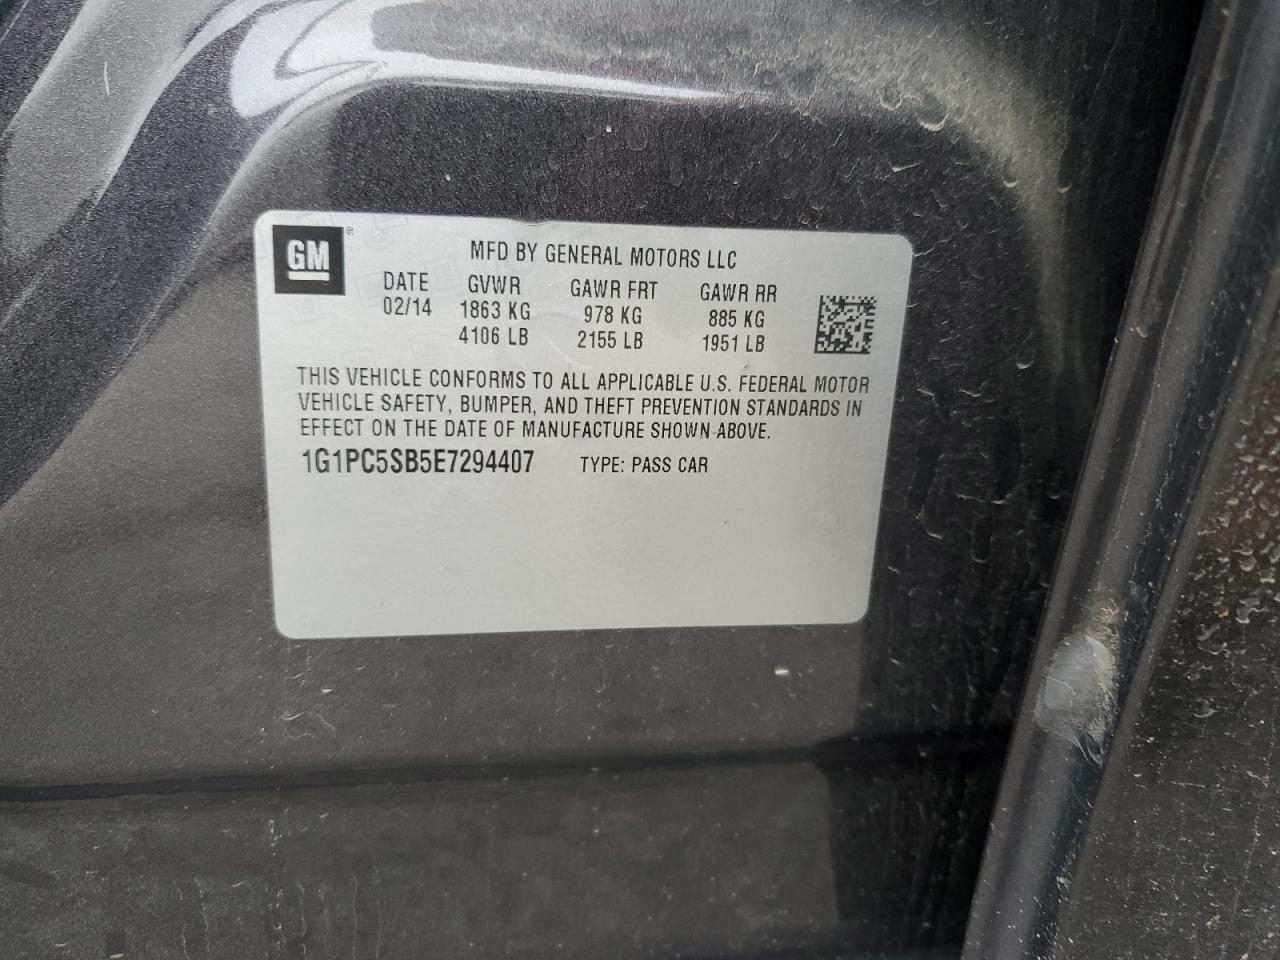 GM ®
MFD BY GENERAL MOTORS LLC
DATE GVWR GAWR FRT GAWR RR
02/14 1863 KG 978 KG 885 KG
4106 LB 2155 LB 1951 LB
THIS VEHICLE CONFORMS TO ALL APPLICABLE U.S. FEDERAL MOTOR
VEHICLE SAFETY, BUMPER, AND THEFT PREVENTION STANDARDS IN
EFFECT ON THE DATE OF MANUFACTURE SHOWN ABOVE.
1G1PC5SB5E7294407 TYPE: PASS CAR